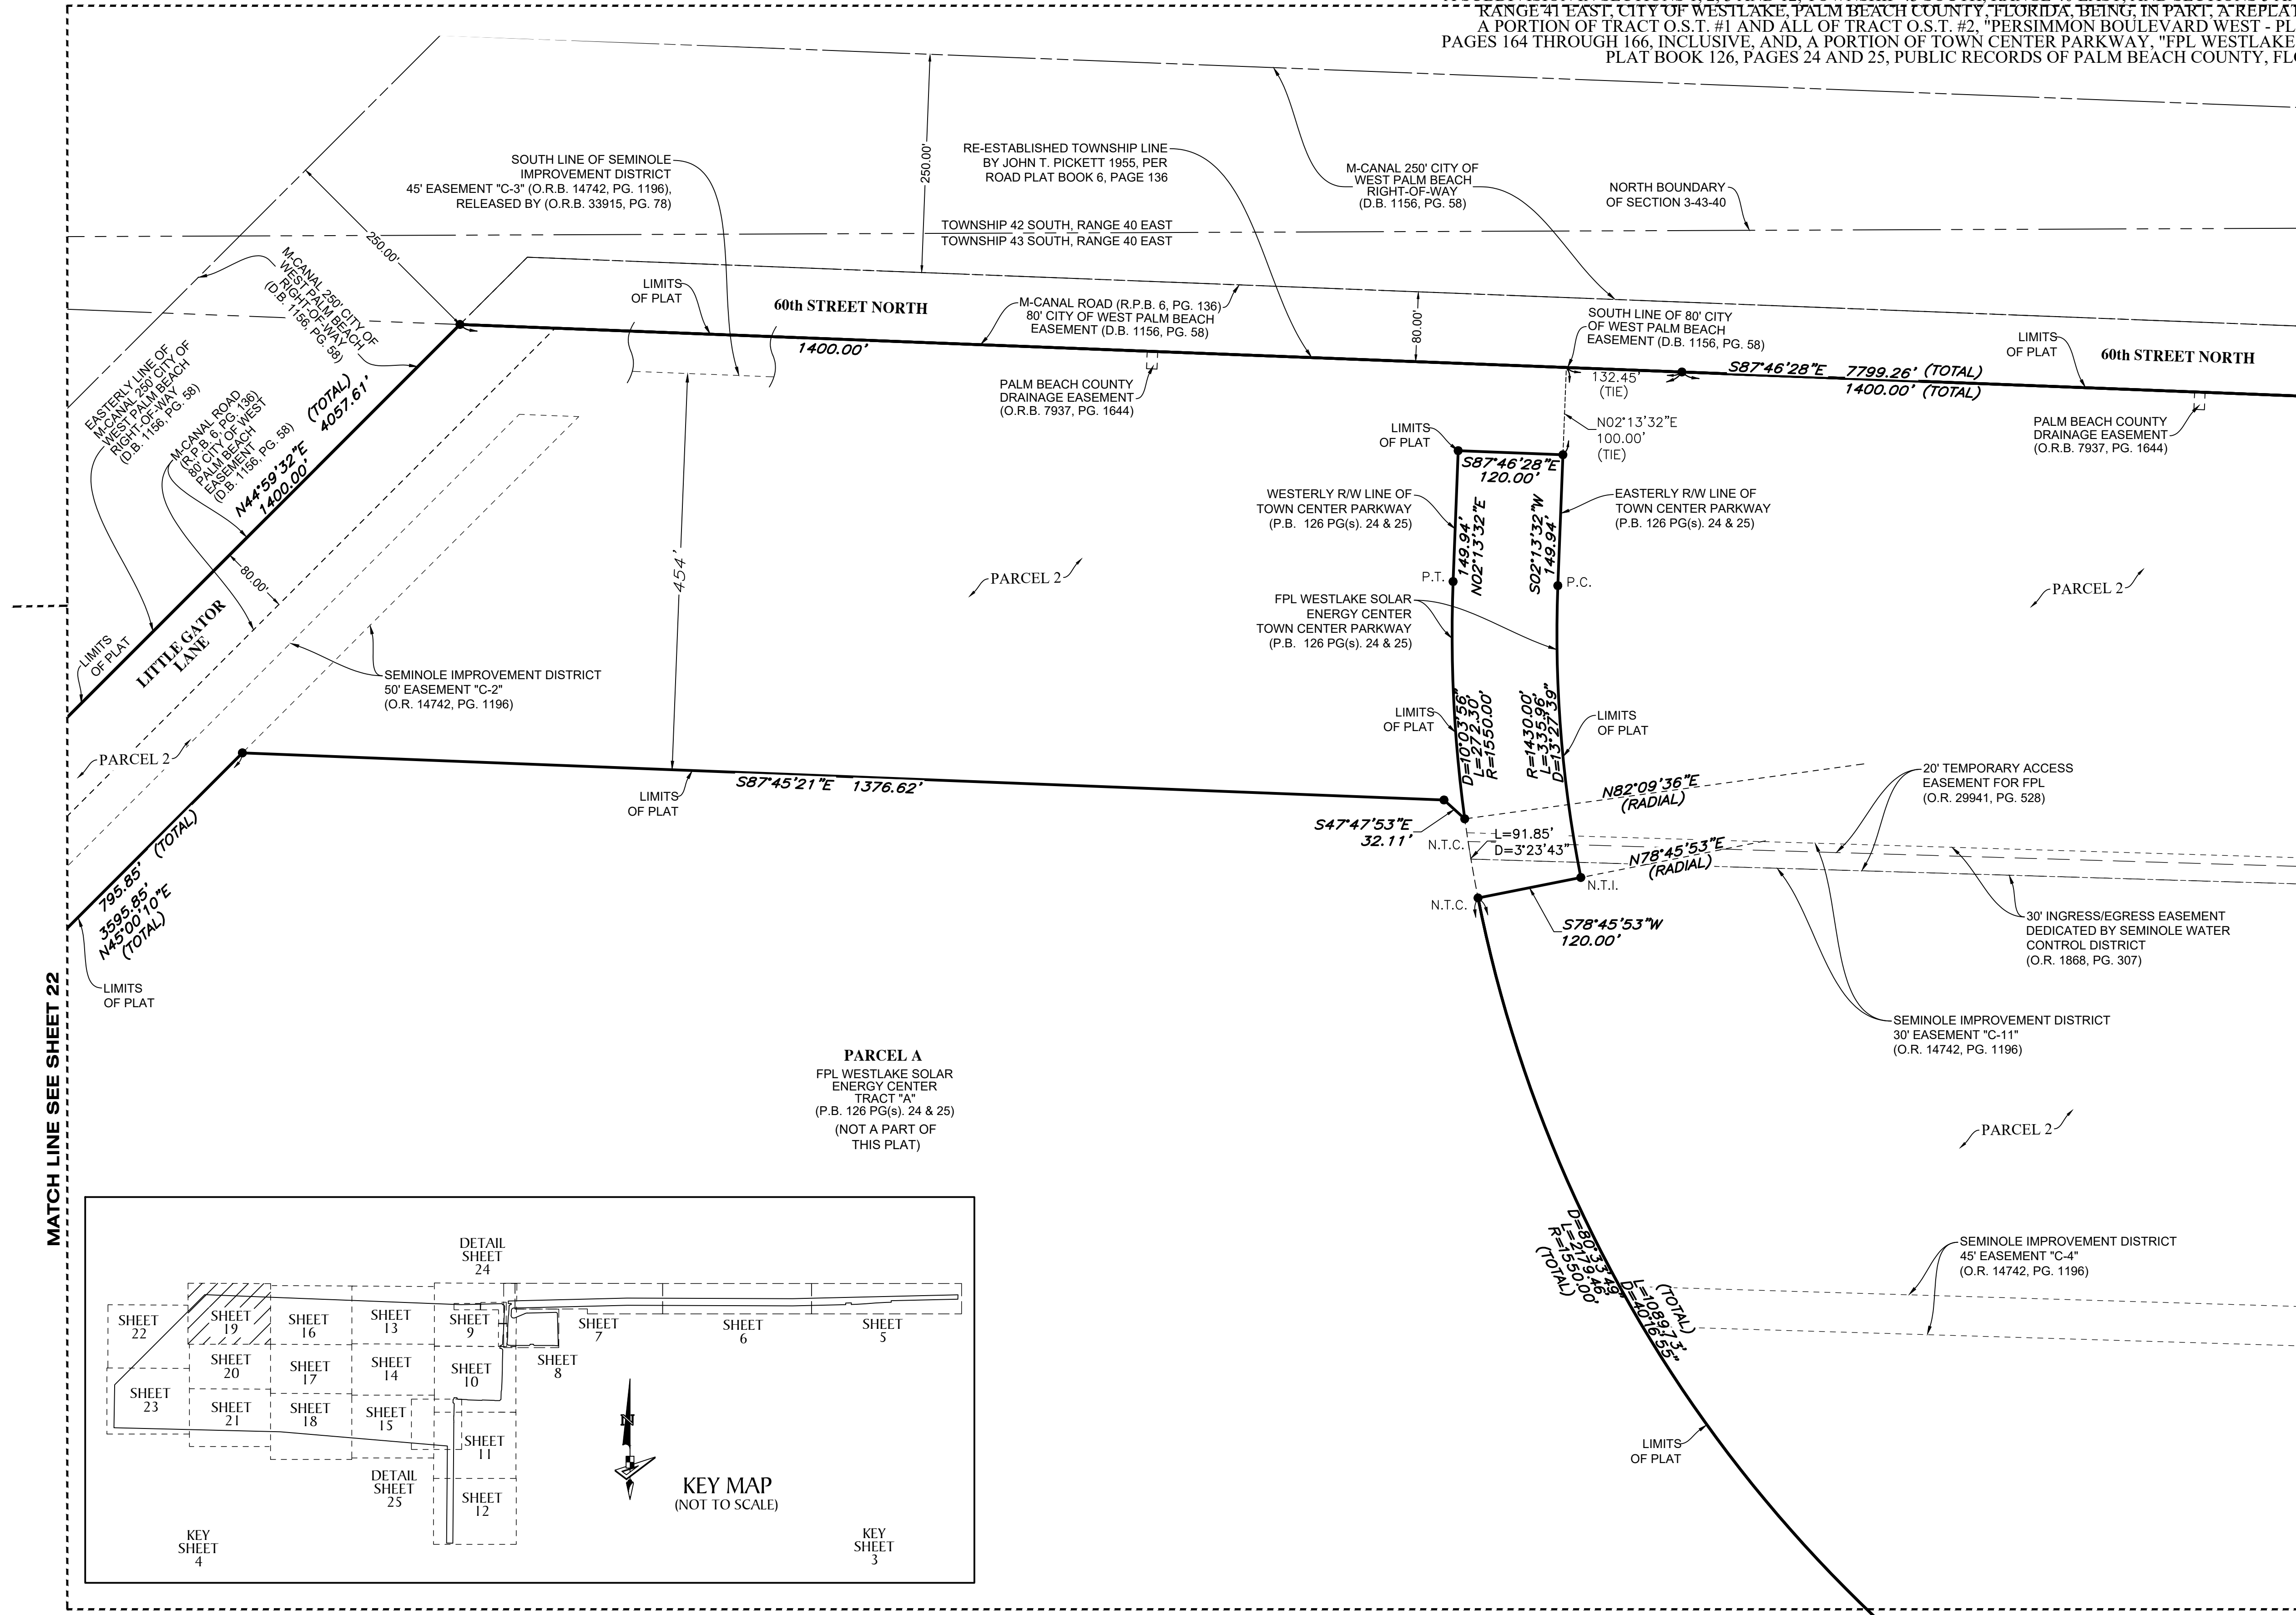 RANGE 41 EAST, CITY OF WESTLAKE, PALM BEACH COUNTY, FLORIDA, BEING, IN PART, A REPLAT
A PORTION OF TRACT O.S.T. #1 AND ALL OF TRACT O.S.T. #2, "PERSIMMON BOULEVARD WEST - PL
PAGES 164 THROUGH 166, INCLUSIVE, AND, A PORTION OF TOWN CENTER PARKWAY, "FPL WESTLAKE
PLAT BOOK 126, PAGES 24 AND 25, PUBLIC RECORDS OF PALM BEACH COUNTY, FL
SOUTH LINE OF SEMINOLE
IMPROVEMENT DISTRICT
45' EASEMENT "C-3" (O.R.B. 14742, PG. 1196),
RELEASED BY (O.R.B. 33915, PG. 78)
250.00'
RE-ESTABLISHED TOWNSHIP LINE
BY JOHN T. PICKETT 1955, PER
ROAD PLAT BOOK 6, PAGE 136
M-CANAL 250' CITY OF
WEST PALM BEACH
RIGHT-OF-WAY
(D.B. 1156, PG. 58)
NORTH BOUNDARY
OF SECTION 3-43-40
TOWNSHIP 42 SOUTH, RANGE 40 EAST
TOWNSHIP 43 SOUTH, RANGE 40 EAST
250.00'
M-CANAL 250' CITY OF
WEST PALM BEACH
RIGHT-OF-WAY
(D.B. 1156, PG. 58)
LIMITS
OF PLAT
60th STREET NORTH
M-CANAL ROAD (R.P.B. 6, PG. 136)
80' CITY OF WEST PALM BEACH
EASEMENT (D.B. 1156, PG. 58)
80.00'
SOUTH LINE OF 80' CITY
OF WEST PALM BEACH
EASEMENT (D.B. 1156, PG. 58)
LIMITS
OF PLAT
60th STREET NORTH
1400.00'
S87°46'28"E 7799.26' (TOTAL)
1400.00' (TOTAL)
132.45'
(TIE)
N02°13'32"E
100.00'
(TIE)
PALM BEACH COUNTY
DRAINAGE EASEMENT
(O.R.B. 7937, PG. 1644)
PALM BEACH COUNTY
DRAINAGE EASEMENT
(O.R.B. 7937, PG. 1644)
EASTERLY LINE OF
M-CANAL 250' CITY OF
WEST PALM BEACH
RIGHT-OF-WAY
(D.B. 1156, PG. 58)
M-CANAL ROAD
(R.P.B. 6, PG. 136)
80' CITY OF WEST
PALM BEACH
EASEMENT
(D.B. 1156, PG. 58)
(TOTAL)
N44°59'32"E 4057.61'
1400.00'
LIMITS
OF PLAT
S87°46'28"E
120.00'
WESTERLY R/W LINE OF
TOWN CENTER PARKWAY
(P.B. 126 PG(s). 24 & 25)
149.94'
N02°13'32"E
S02°13'32"W
149.94'
EASTERLY R/W LINE OF
TOWN CENTER PARKWAY
(P.B. 126 PG(s). 24 & 25)
454'
PARCEL 2
P.T.
P.C.
PARCEL 2
80.00'
FPL WESTLAKE SOLAR
ENERGY CENTER
TOWN CENTER PARKWAY
(P.B. 126 PG(s). 24 & 25)
LIMITS
OF PLAT
LITTLE GATOR
LANE
SEMINOLE IMPROVEMENT DISTRICT
50' EASEMENT "C-2"
(O.R. 14742, PG. 1196)
LIMITS
OF PLAT
D=10°03'56"
L=272.30'
R=1550.00'
R=1430.00'
L=335.96'
D=13°27'39"
LIMITS
OF PLAT
PARCEL 2
S87°45'21"E 1376.62'
LIMITS
OF PLAT
N82°09'36"E
(RADIAL)
20' TEMPORARY ACCESS
EASEMENT FOR FPL
(O.R. 29941, PG. 528)
S47°47'53"E
32.11'
N.T.C.
L=91.85'
D=3°23'43"
N78°45'53"E
(RADIAL)
N.T.I.
N.T.C.
S78°45'53"W
120.00'
30' INGRESS/EGRESS EASEMENT
DEDICATED BY SEMINOLE WATER
CONTROL DISTRICT
(O.R. 1868, PG. 307)
795.85' (TOTAL)
3595.85'
N45°00'10"E
(TOTAL)
LIMITS
OF PLAT
SEMINOLE IMPROVEMENT DISTRICT
30' EASEMENT "C-11"
(O.R. 14742, PG. 1196)
MATCH LINE SEE SHEET 22
PARCEL A
FPL WESTLAKE SOLAR
ENERGY CENTER
TRACT "A"
(P.B. 126 PG(s). 24 & 25)
(NOT A PART OF
THIS PLAT)
PARCEL 2
D=80°33'49"
L=2179.46'
R=1550.00'
(TOTAL)
(TOTAL)
L=1089.73'
D=40°16'55"
SEMINOLE IMPROVEMENT DISTRICT
45' EASEMENT "C-4"
(O.R. 14742, PG. 1196)
LIMITS
OF PLAT
DETAIL
SHEET
24
SHEET
22
SHEET
19
SHEET
16
SHEET
13
SHEET
9
SHEET
7
SHEET
6
SHEET
5
SHEET
20
SHEET
17
SHEET
14
SHEET
10
SHEET
8
SHEET
23
SHEET
21
SHEET
18
SHEET
15
SHEET
11
DETAIL
SHEET
25
SHEET
12
N
KEY MAP
(NOT TO SCALE)
KEY
SHEET
4
KEY
SHEET
3